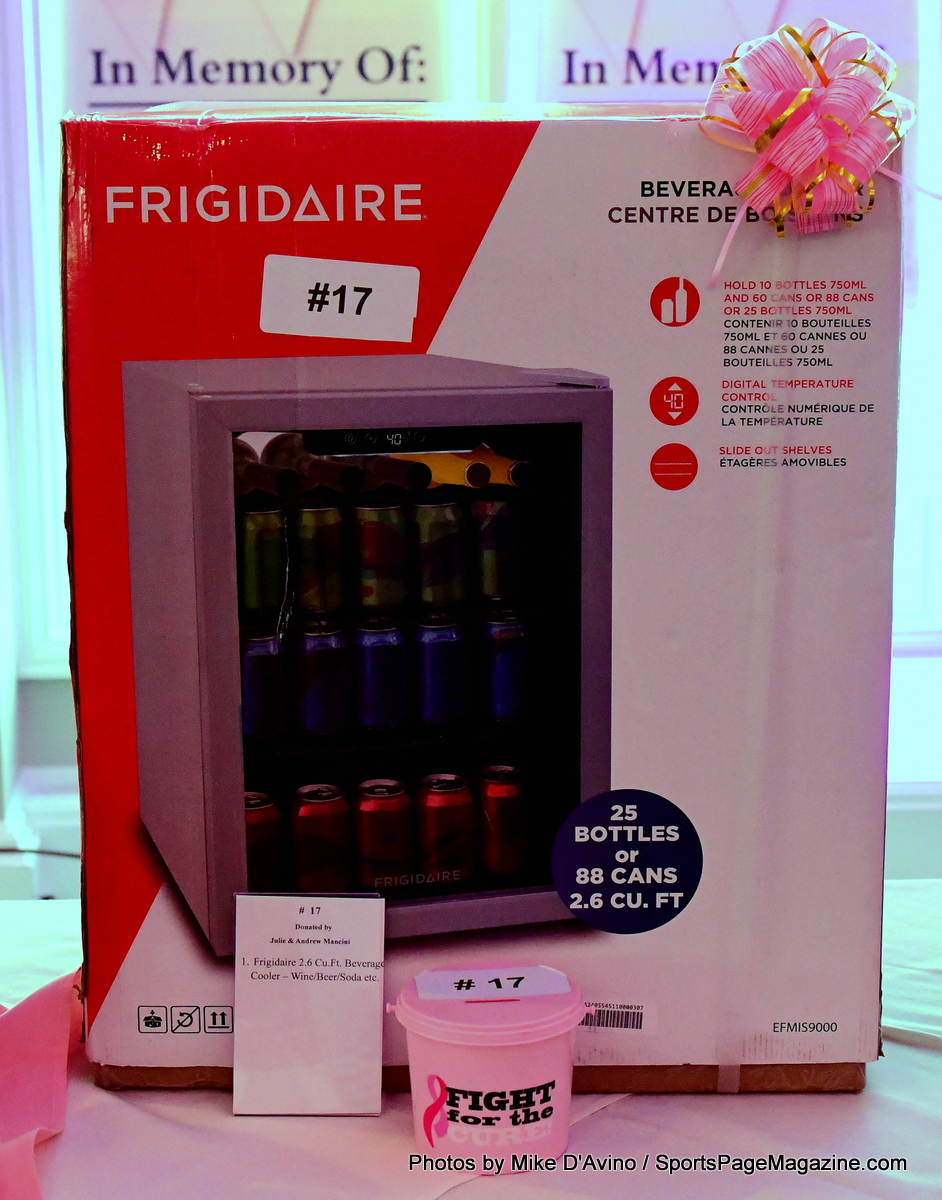 In Memory Of:
In Mem
FRIGIDAIRE
#17
BEVERA
CENTRE DE
HOLD 10 BOTTLES 750ML
AND 60 CANS OR 88 CANS
OR 25 BOTTLES 750ML
CONTENIR 10 BOUTEILLES
750ML ET 60 CANNES OU
88 CANNES OU 25
BOUTEILLES 750ML
40
DIGITAL TEMPERATURE
CONTROL
CONTRÔLE NUMÉRIQUE DE
LA TEMPÉRATURE
SLIDE OUT SHELVES
ÉTAGÈRES AMOVIBLES
40
FRIGIDAIRE
25
BOTTLES
or
88 CANS
2.6 CU. FT
# 17
Donated by
Julie & Andrew Mancini
1. Frigidaire 2.6 Cu.Ft. Beverage
Cooler – Wine/Beer/Soda etc.
# 17
FIGHT
for the
CURE!
EFMIS9000
Photos by Mike D'Avino / SportsPageMagazine.com